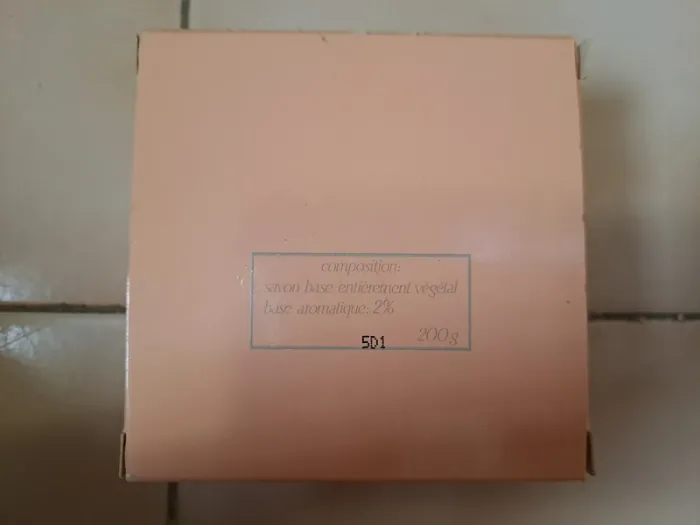 composition:
savon base entièrement végétal
base aromatique: 2%
200g
5D1